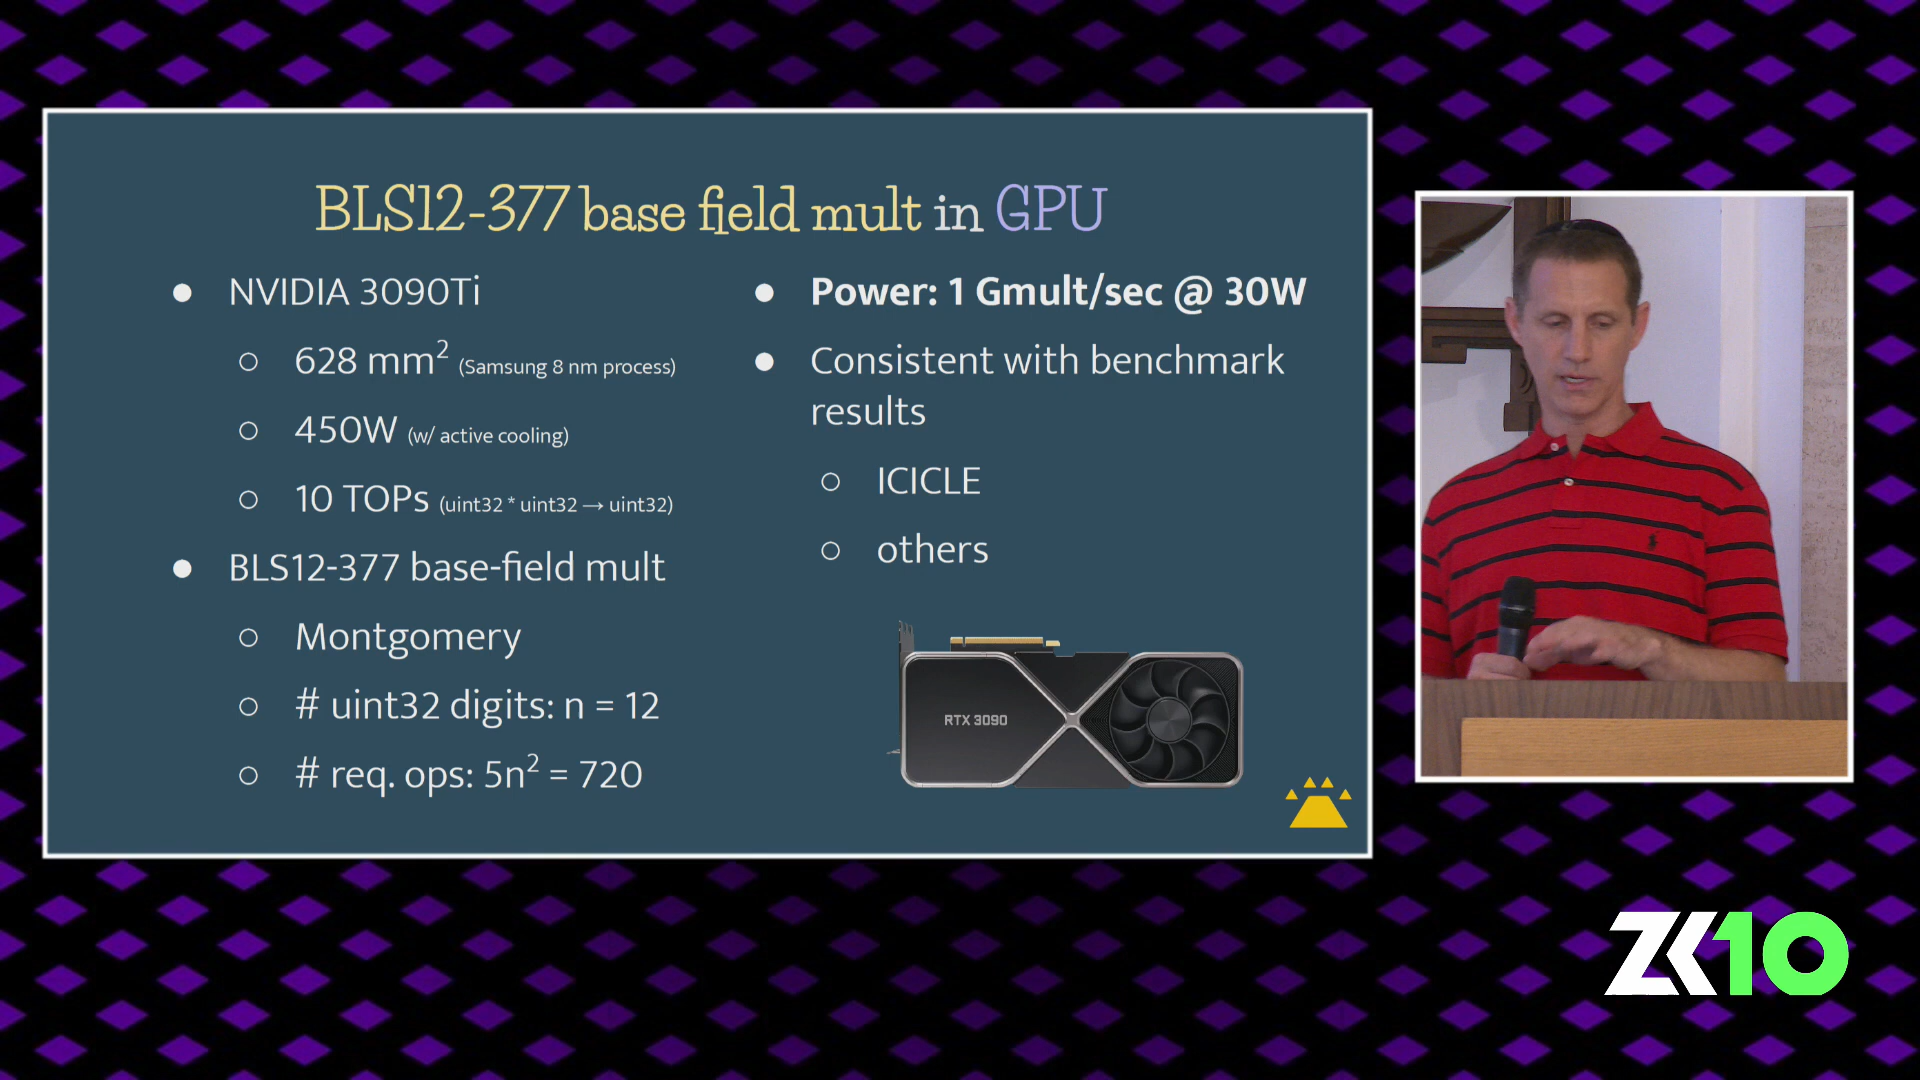 BLS12-377 base field mult in GPU
NVIDIA 3090Ti
628 mm² (Samsung 8 nm process)
450W (w/ active cooling)
10 TOPs (uint32 * uint32 → uint32)
BLS12-377 base-field mult
Montgomery
# uint32 digits: n = 12
# req. ops: 5n² = 720
Power: 1 Gmult/sec @ 30W
Consistent with benchmark
results
ICICLE
others
RTX 3090
ZK10